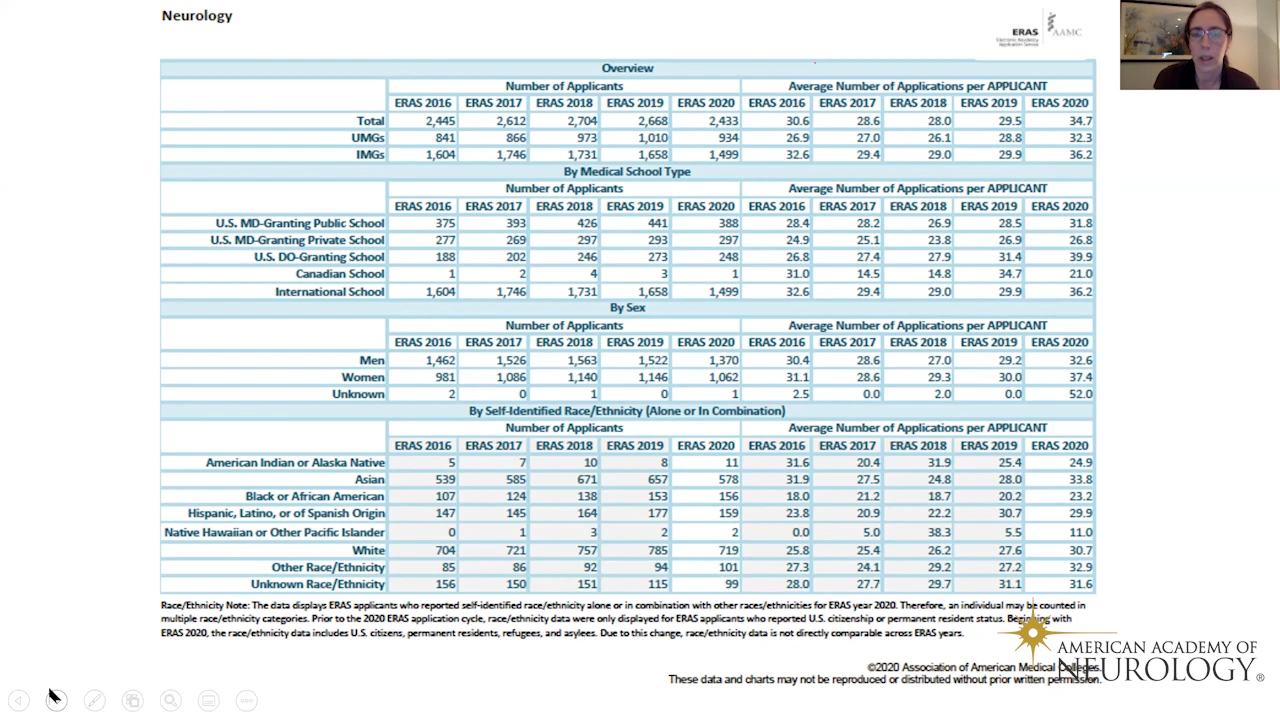 Neurology
ERAS
AAMC
Electronic Residency
Application Service
Overview
Number of Applicants Average Number of Applications per APPLICANT
ERAS 2016 ERAS 2017 ERAS 2018 ERAS 2019 ERAS 2020 ERAS 2016 ERAS 2017 ERAS 2018 ERAS 2019 ERAS 2020
Total 2,445 2,612 2,704 2,668 2,433 30.6 28.6 28.0 29.5 34.7
UMGs 841 866 973 1,010 934 26.9 27.0 26.1 28.8 32.3
IMGs 1,604 1,746 1,731 1,658 1,499 32.6 29.4 29.0 29.9 36.2
By Medical School Type
Number of Applicants Average Number of Applications per APPLICANT
ERAS 2016 ERAS 2017 ERAS 2018 ERAS 2019 ERAS 2020 ERAS 2016 ERAS 2017 ERAS 2018 ERAS 2019 ERAS 2020
U.S. MD-Granting Public School 375 393 426 441 388 28.4 28.2 26.9 28.5 31.8
U.S. MD-Granting Private School 277 269 297 293 297 24.9 25.1 23.8 26.9 26.8
U.S. DO-Granting School 188 202 246 273 248 26.8 27.4 27.9 31.4 39.9
Canadian School 1 2 4 3 1 31.0 14.5 14.8 34.7 21.0
International School 1,604 1,746 1,731 1,658 1,499 32.6 29.4 29.0 29.9 36.2
By Sex
Number of Applicants Average Number of Applications per APPLICANT
ERAS 2016 ERAS 2017 ERAS 2018 ERAS 2019 ERAS 2020 ERAS 2016 ERAS 2017 ERAS 2018 ERAS 2019 ERAS 2020
Men 1,462 1,526 1,563 1,522 1,370 30.4 28.6 27.0 29.2 32.6
Women 981 1,086 1,140 1,146 1,062 31.1 28.6 29.3 30.0 37.4
Unknown 2 0 1 0 1 2.5 0.0 2.0 0.0 52.0
By Self-Identified Race/Ethnicity (Alone or In Combination)
Number of Applicants Average Number of Applications per APPLICANT
ERAS 2016 ERAS 2017 ERAS 2018 ERAS 2019 ERAS 2020 ERAS 2016 ERAS 2017 ERAS 2018 ERAS 2019 ERAS 2020
American Indian or Alaska Native 5 7 10 8 11 31.6 20.4 31.9 25.4 24.9
Asian 539 585 671 657 578 31.9 27.5 24.8 28.0 33.8
Black or African American 107 124 138 153 156 18.0 21.2 18.7 20.2 23.2
Hispanic, Latino, or of Spanish Origin 147 145 164 177 159 23.8 20.9 22.2 30.7 29.9
Native Hawaiian or Other Pacific Islander 0 1 3 2 2 0.0 5.0 38.3 5.5 11.0
White 704 721 757 785 719 25.8 25.4 26.2 27.6 30.7
Other Race/Ethnicity 85 86 92 94 101 27.3 24.1 29.2 27.2 32.9
Unknown Race/Ethnicity 156 150 151 115 99 28.0 27.7 29.7 31.1 31.6
Race/Ethnicity Note: The data displays ERAS applicants who reported self-identified race/ethnicity alone or in combination with other races/ethnicities for ERAS year 2020. Therefore, an individual may be counted in
multiple race/ethnicity categories. Prior to the 2020 ERAS application cycle, race/ethnicity data were only displayed for ERAS applicants who reported U.S. citizenship or permanent resident status. Beginning with
ERAS 2020, the race/ethnicity data includes U.S. citizens, permanent residents, refugees, and asylees. Due to this change, race/ethnicity data is not directly comparable across ERAS years.
©2020 Association of American Medical Colleges.
These data and charts may not be reproduced or distributed without prior written permission.
AMERICAN ACADEMY OF
NEUROLOGY®